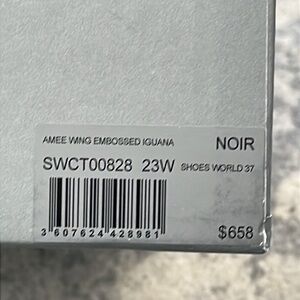 AMEE WING EMBOSSED IGUANA NOIR
SWCT00828 23W SHOES WORLD 37
3 607624 428981 $658